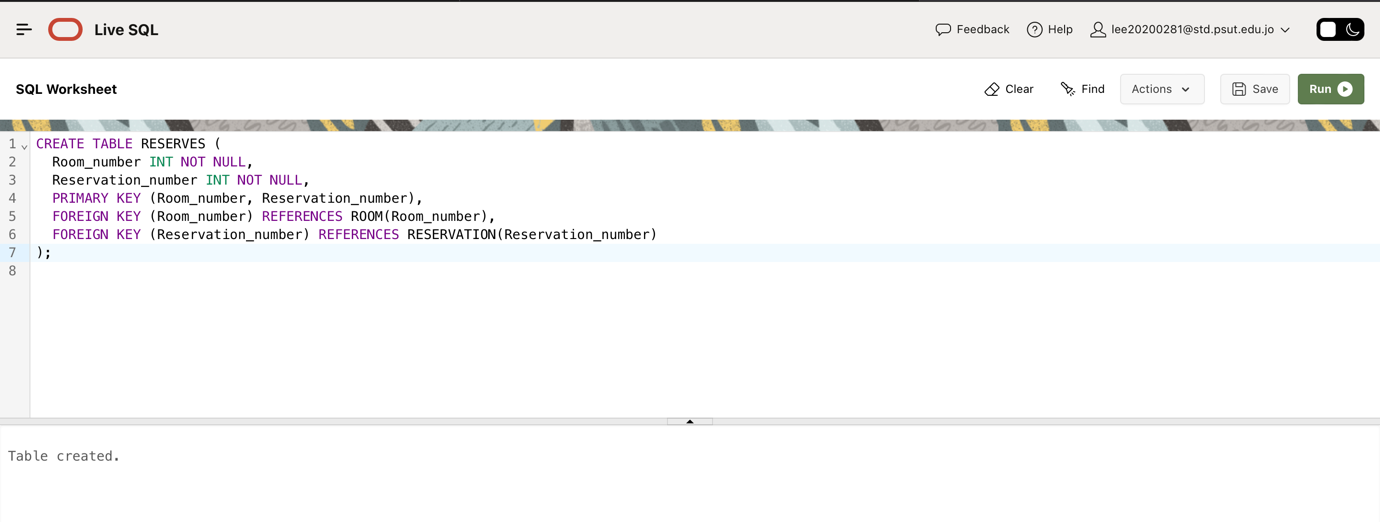 Live SQL
Feedback
Help
lee20200281@std.psut.edu.jo
SQL Worksheet
Clear
Find
Actions
Save
Run
1 CREATE TABLE RESERVES (
2 Room_number INT NOT NULL,
3 Reservation_number INT NOT NULL,
4 PRIMARY KEY (Room_number, Reservation_number),
5 FOREIGN KEY (Room_number) REFERENCES ROOM(Room_number),
6 FOREIGN KEY (Reservation_number) REFERENCES RESERVATION(Reservation_number)
7 );
8
Table created.